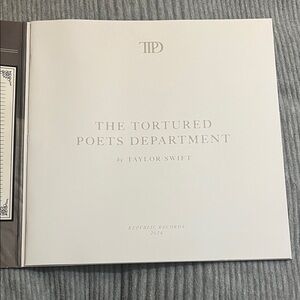 TTPD
THE TORTURED
POETS DEPARTMENT
by TAYLOR SWIFT
REPUBLIC RECORDS
2024